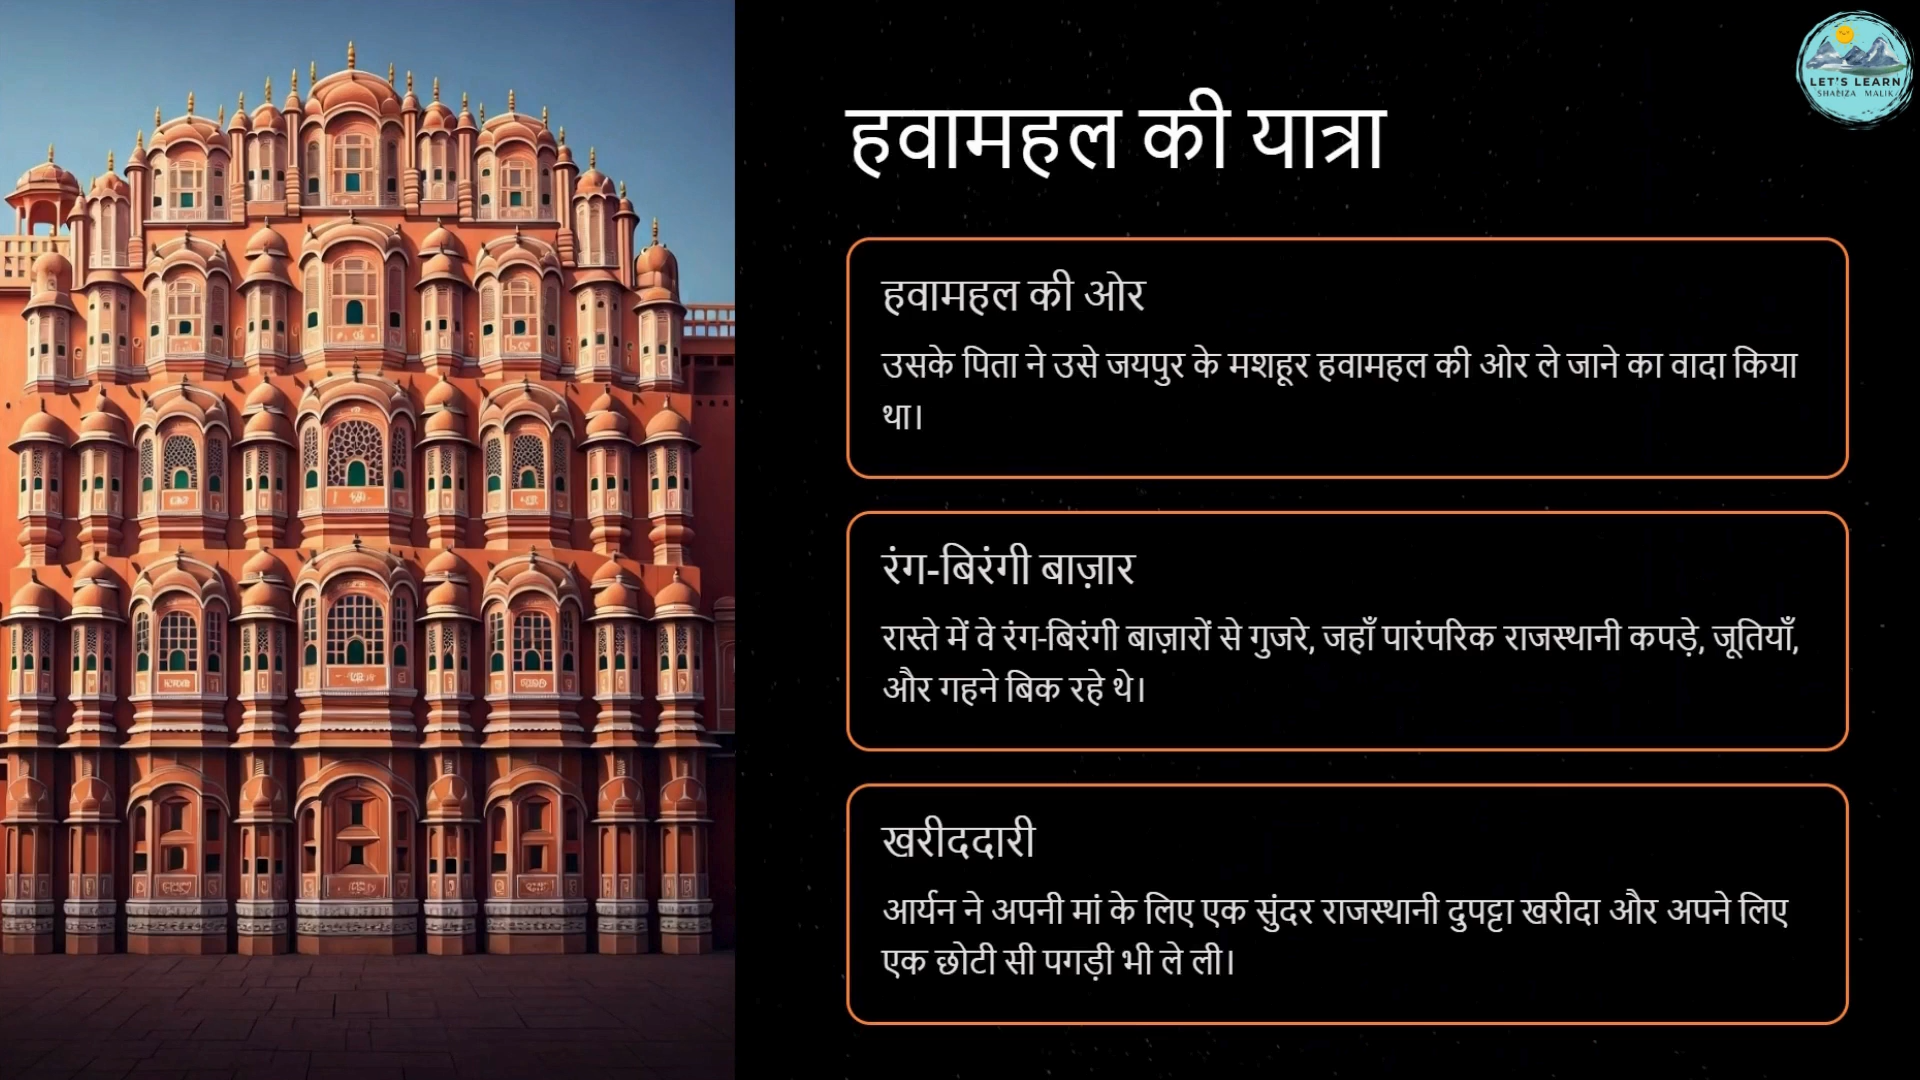 हवामहल की यात्रा
हवामहल की ओर
उसके पिता ने उसे जयपुर के मशहूर हवामहल की ओर ले जाने का वादा किया
था।
रंग-बिरंगी बाज़ार
रास्ते में वे रंग-बिरंगी बाज़ारों से गुजरे, जहाँ पारंपरिक राजस्थानी कपड़े, जूतियाँ,
और गहने बिक रहे थे।
खरीददारी
आर्यन ने अपनी मां के लिए एक सुंदर राजस्थानी दुपट्टा खरीदा और अपने लिए
एक छोटी सी पगड़ी भी ले ली।
LET'S LEARN
SHABZA MALIK